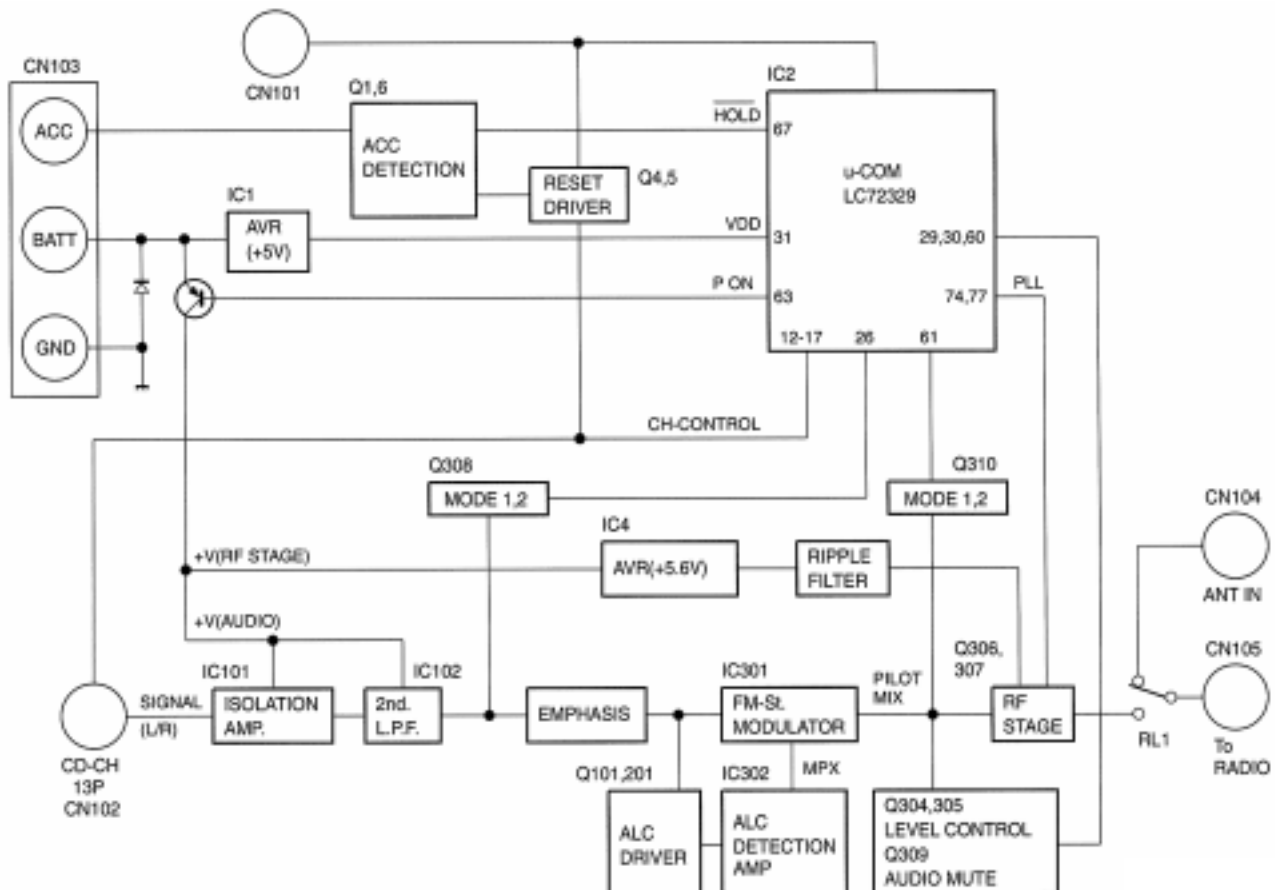 CN103
ACC
BATT
GND
CN101
Q1,6
ACC
DETECTION
IC1
AVR
(+5V)
RESET
DRIVER
Q4,5
IC2
HOLD
67
u-COM
LC72329
VDD
31
29,30,60
P ON
63
74,77
PLL
12-17
26
61
CH-CONTROL
Q308
MODE 1,2
Q310
MODE 1,2
CN104
ANT IN
+V(RF STAGE)
IC4
AVR(+5.6V)
RIPPLE
FILTER
+V(AUDIO)
IC101
ISOLATION
AMP.
IC102
2nd.
L.P.F.
SIGNAL
(L/R)
CD-CH
13P
CN102
EMPHASIS
IC301
FM-St.
MODULATOR
PILOT
MIX
Q306,
307
RF
STAGE
RL1
CN105
To
RADIO
Q101,201
ALC
DRIVER
IC302
MPX
ALC
DETECTION
AMP
Q304,305
LEVEL CONTROL
Q309
AUDIO MUTE